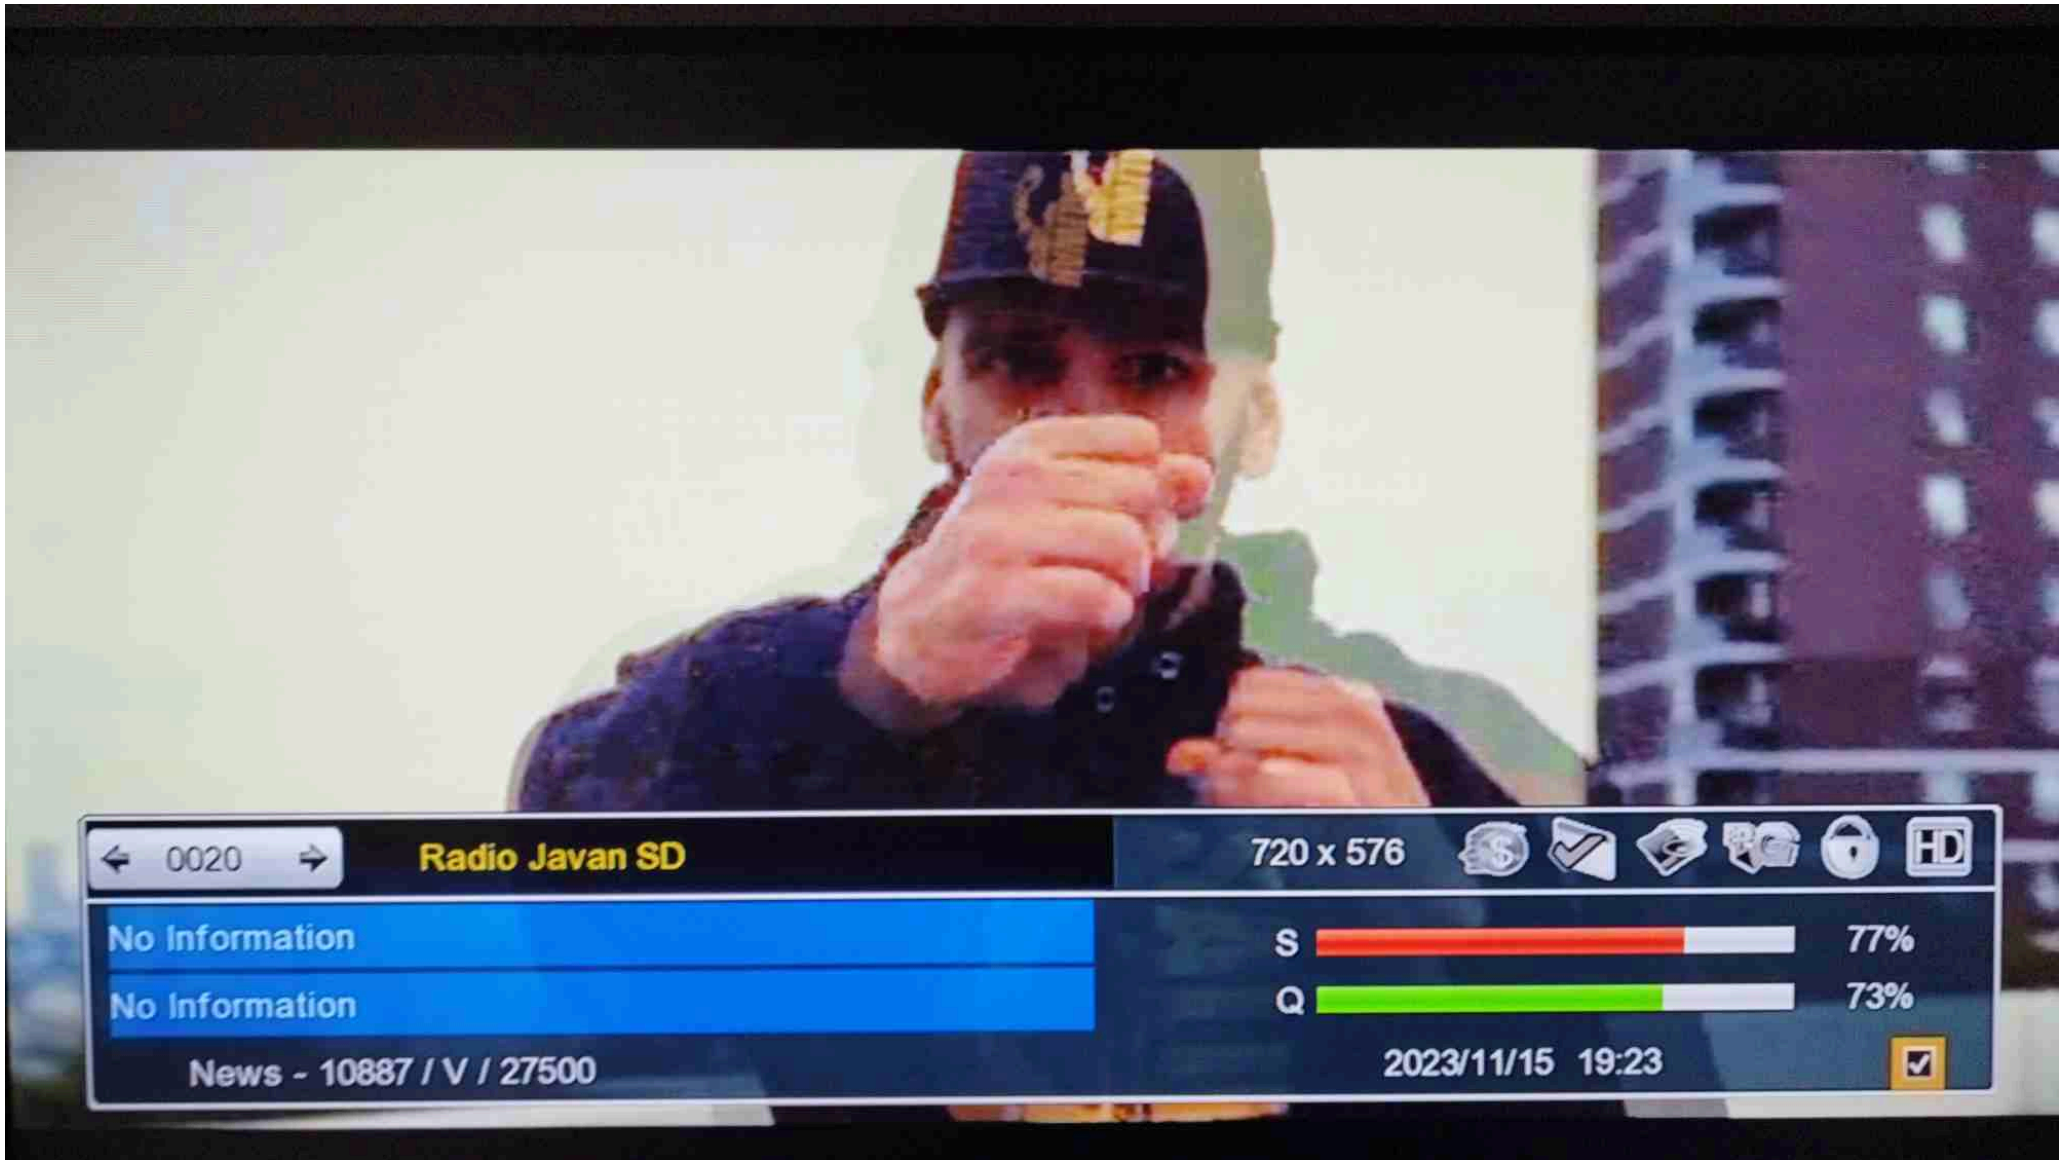 0020 Radio Javan SD 720 x 576 HD
No Information
S 77%
No Information
Q 73%
News - 10887 / V / 27500 2023/11/15 19:23